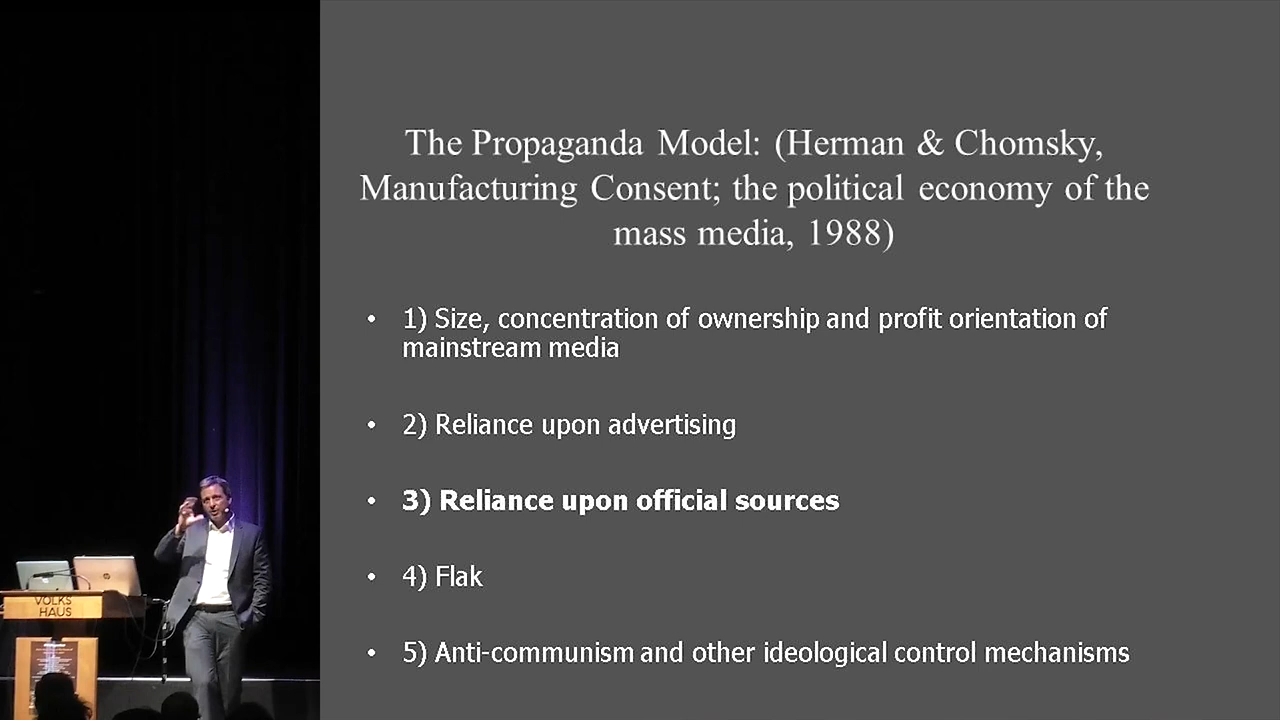 The Propaganda Model: (Herman & Chomsky,
Manufacturing Consent; the political economy of the
mass media, 1988)
• 1) Size, concentration of ownership and profit orientation of
mainstream media
• 2) Reliance upon advertising
• 3) Reliance upon official sources
• 4) Flak
• 5) Anti-communism and other ideological control mechanisms
VOLKS
HAUS